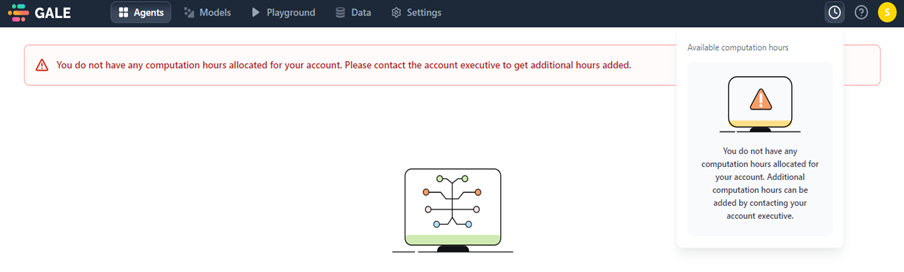 GALE
Agents
Models
Playground
Data
Settings
S
You do not have any computation hours allocated for your account. Please contact the account executive to get additional hours added.
Available computation hours
You do not have any
computation hours allocated for
your account. Additional
computation hours can be
added by contacting your
account executive.